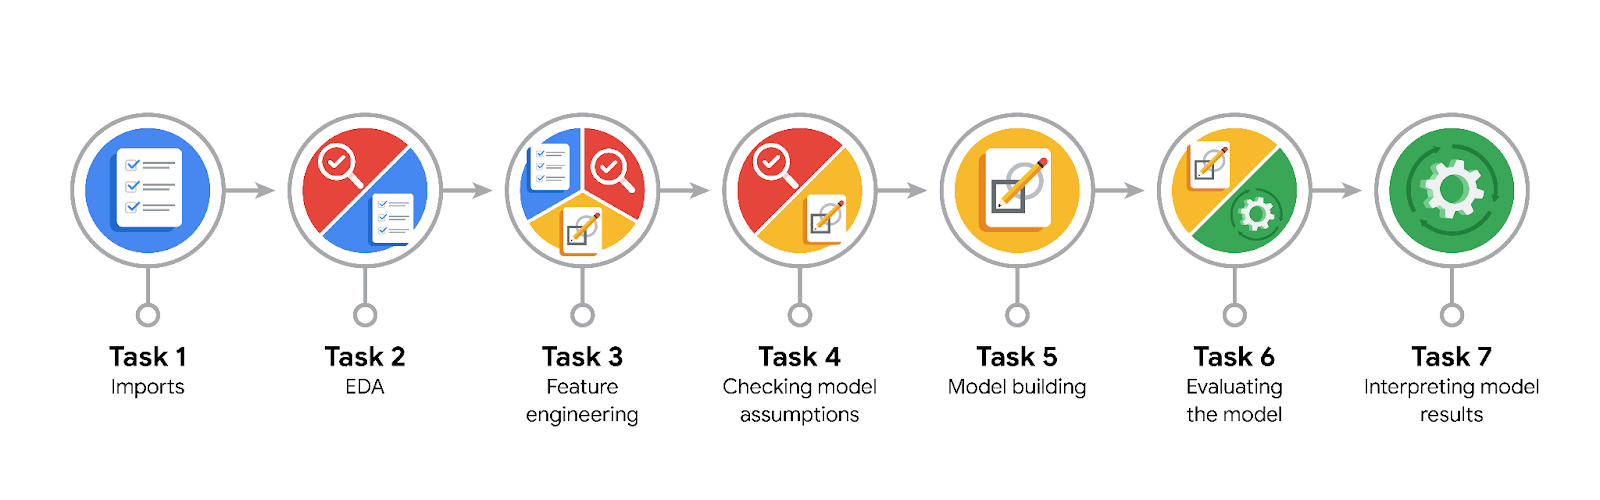 Task 1
Imports
Task 2
EDA
Task 3
Feature
engineering
Task 4
Checking model
assumptions
Task 5
Model building
Task 6
Evaluating
the model
Task 7
Interpreting model
results